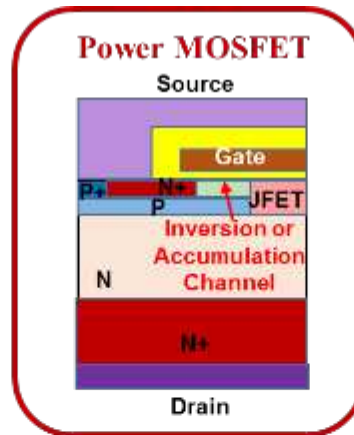 Power MOSFET
Source
Gate
P+ N+
P JFET
Inversion or
Accumulation
N Channel
N+
Drain